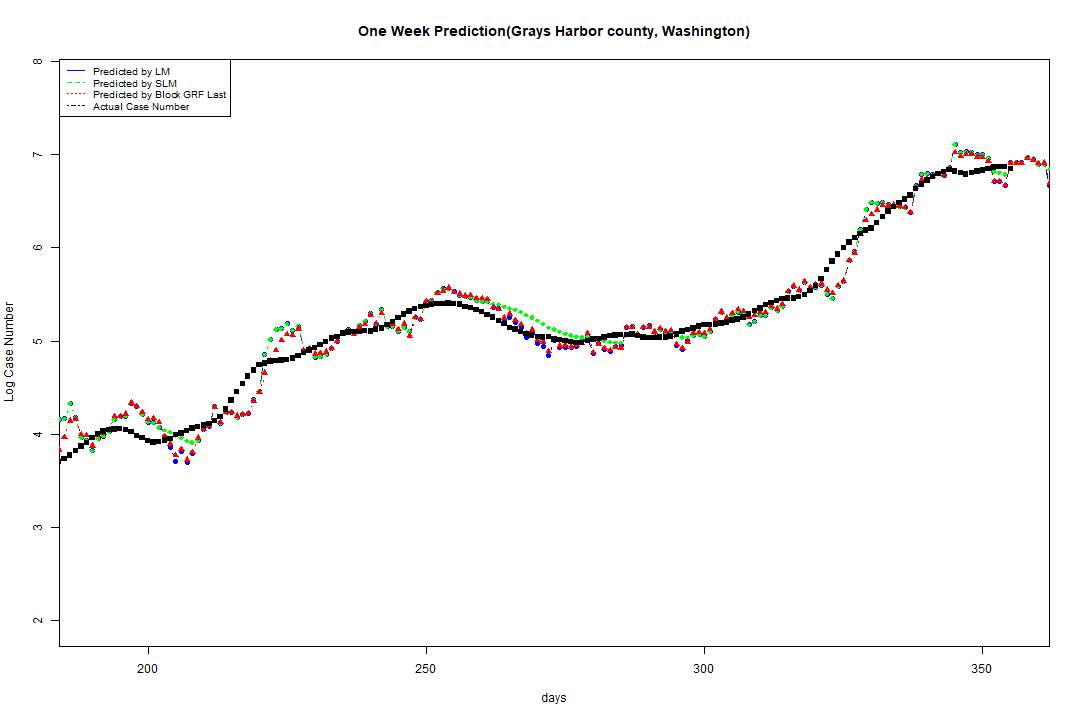 One Week Prediction(Grays Harbor county, Washington)
Predicted by LM
Predicted by SLM
Predicted by Block GRF Last
Actual Case Number
8
7
6
5
4
3
2
Log Case Number
200 250 300 350
days